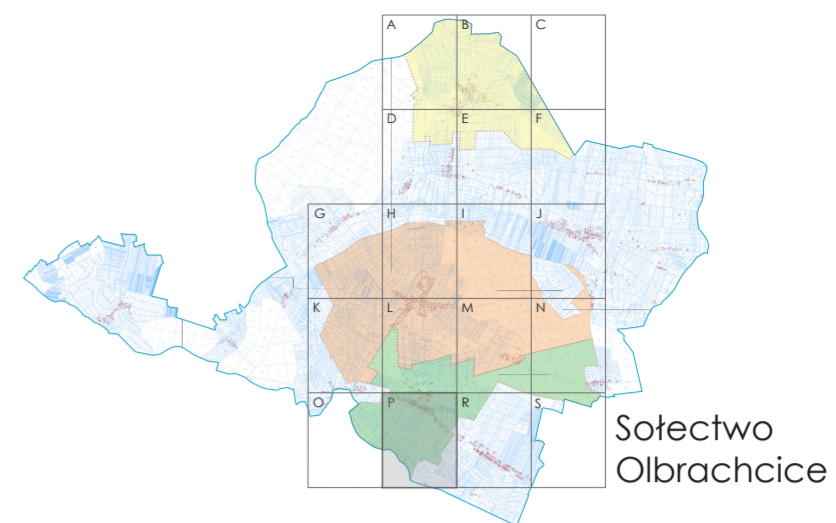 A B C
D E F
G H I J
K L M N
O P R S
Sołectwo
Olbrachcice